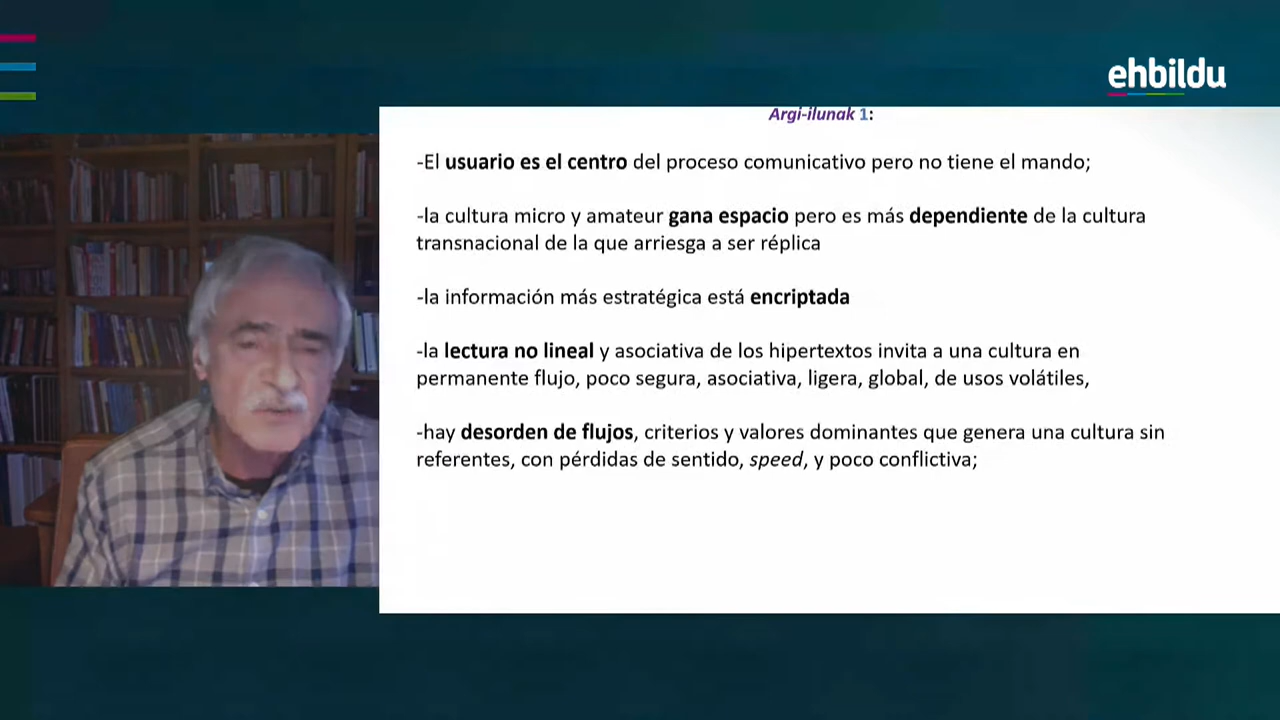 ehbildu
Argi-ilunak 1:
-El usuario es el centro del proceso comunicativo pero no tiene el mando;
-la cultura micro y amateur gana espacio pero es más dependiente de la cultura
transnacional de la que arriesga a ser réplica
-la información más estratégica está encriptada
-la lectura no lineal y asociativa de los hipertextos invita a una cultura en
permanente flujo, poco segura, asociativa, ligera, global, de usos volátiles,
-hay desorden de flujos, criterios y valores dominantes que genera una cultura sin
referentes, con pérdidas de sentido, speed, y poco conflictiva;